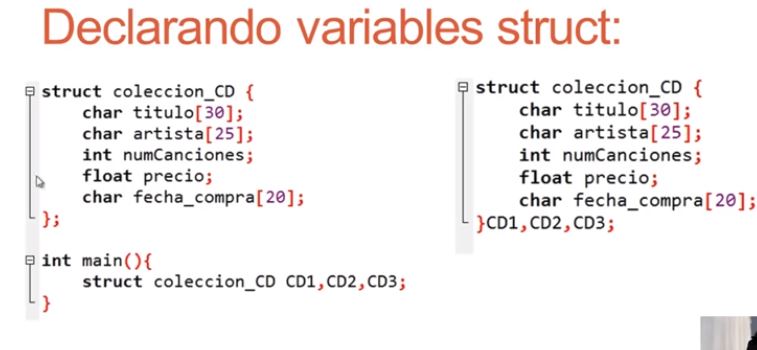 Declarando variables struct:
struct coleccion_CD {
char titulo[30];
char artista[25];
int numCanciones;
float precio;
char fecha_compra[20];
};
int main(){
struct coleccion_CD CD1,CD2,CD3;
}
struct coleccion_CD {
char titulo[30];
char artista[25];
int numCanciones;
float precio;
char fecha_compra[20];
}CD1,CD2,CD3;